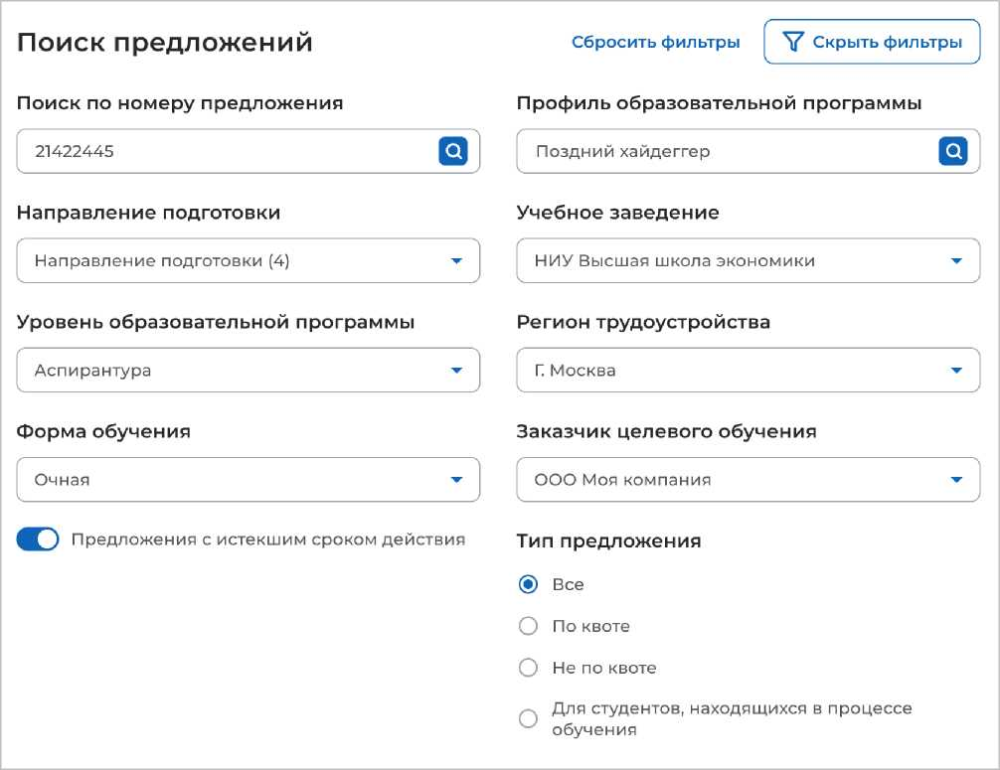 Поиск предложений
Сбросить фильтры
Скрыть фильтры
Поиск по номеру предложения
21422445
Профиль образовательной программы
Поздний хайдеггер
Направление подготовки
Направление подготовки (4)
Учебное заведение
НИУ Высшая школа экономики
Уровень образовательной программы
Аспирантура
Регион трудоустройства
Г. Москва
Форма обучения
Очная
Заказчик целевого обучения
ООО Моя компания
Предложения с истекшим сроком действия
Тип предложения
Все
По квоте
Не по квоте
Для студентов, находящихся в процессе
обучения